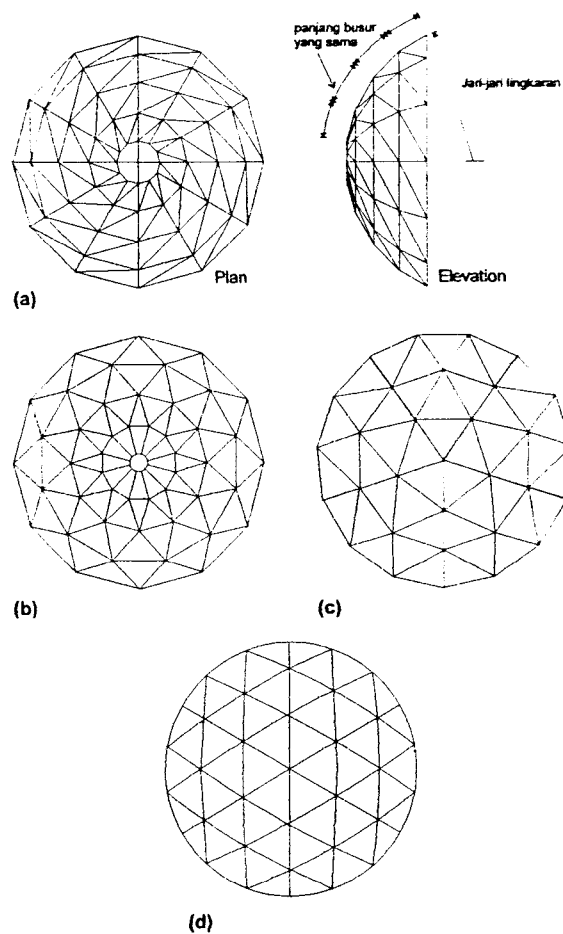 panjang busur
yang sama
Jari-jari lingkaran
Plan
Elevation
(a)
(b)
(c)
(d)